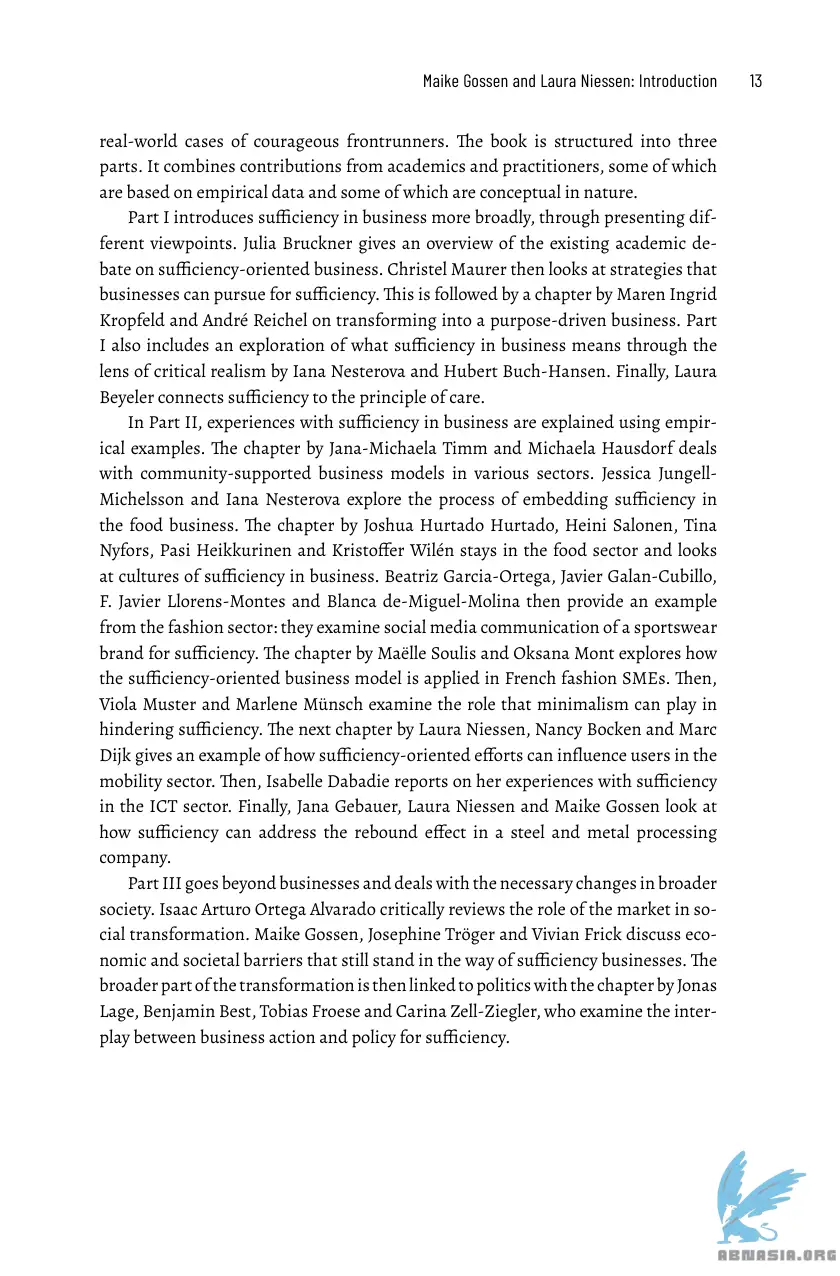 Maike Gossen and Laura Niessen: Introduction 13
real-world cases of courageous frontrunners. The book is structured into three
parts. It combines contributions from academics and practitioners, some of which
are based on empirical data and some of which are conceptual in nature.
Part I introduces sufficiency in business more broadly, through presenting dif-
ferent viewpoints. Julia Bruckner gives an overview of the existing academic de-
bate on sufficiency-oriented business. Christel Maurer then looks at strategies that
businesses can pursue for sufficiency. This is followed by a chapter by Maren Ingrid
Kropfeld and André Reichel on transforming into a purpose-driven business. Part
I also includes an exploration of what sufficiency in business means through the
lens of critical realism by Iana Nesterova and Hubert Buch-Hansen. Finally, Laura
Beyeler connects sufficiency to the principle of care.
In Part II, experiences with sufficiency in business are explained using empir-
ical examples. The chapter by Jana-Michaela Timm and Michaela Hausdorf deals
with community-supported business models in various sectors. Jessica Jungell-
Michelsson and Iana Nesterova explore the process of embedding sufficiency in
the food business. The chapter by Joshua Hurtado Hurtado, Heini Salonen, Tina
Nyfors, Pasi Heikkurinen and Kristoffer Wilén stays in the food sector and looks
at cultures of sufficiency in business. Beatriz Garcia-Ortega, Javier Galan-Cubillo,
F. Javier Llorens-Montes and Blanca de-Miguel-Molina then provide an example
from the fashion sector: they examine social media communication of a sportswear
brand for sufficiency. The chapter by Maëlle Soulis and Oksana Mont explores how
the sufficiency-oriented business model is applied in French fashion SMEs. Then,
Viola Muster and Marlene Münsch examine the role that minimalism can play in
hindering sufficiency. The next chapter by Laura Niessen, Nancy Bocken and Marc
Dijk gives an example of how sufficiency-oriented efforts can influence users in the
mobility sector. Then, Isabelle Dabadie reports on her experiences with sufficiency
in the ICT sector. Finally, Jana Gebauer, Laura Niessen and Maike Gossen look at
how sufficiency can address the rebound effect in a steel and metal processing
company.
Part III goes beyond businesses and deals with the necessary changes in broader
society. Isaac Arturo Ortega Alvarado critically reviews the role of the market in so-
cial transformation. Maike Gossen, Josephine Tröger and Vivian Frick discuss eco-
nomic and societal barriers that still stand in the way of sufficiency businesses. The
broader part of the transformation is then linked to politics with the chapter by Jonas
Lage, Benjamin Best, Tobias Froese and Carina Zell-Ziegler, who examine the inter-
play between business action and policy for sufficiency.
ABNASIA.ORG